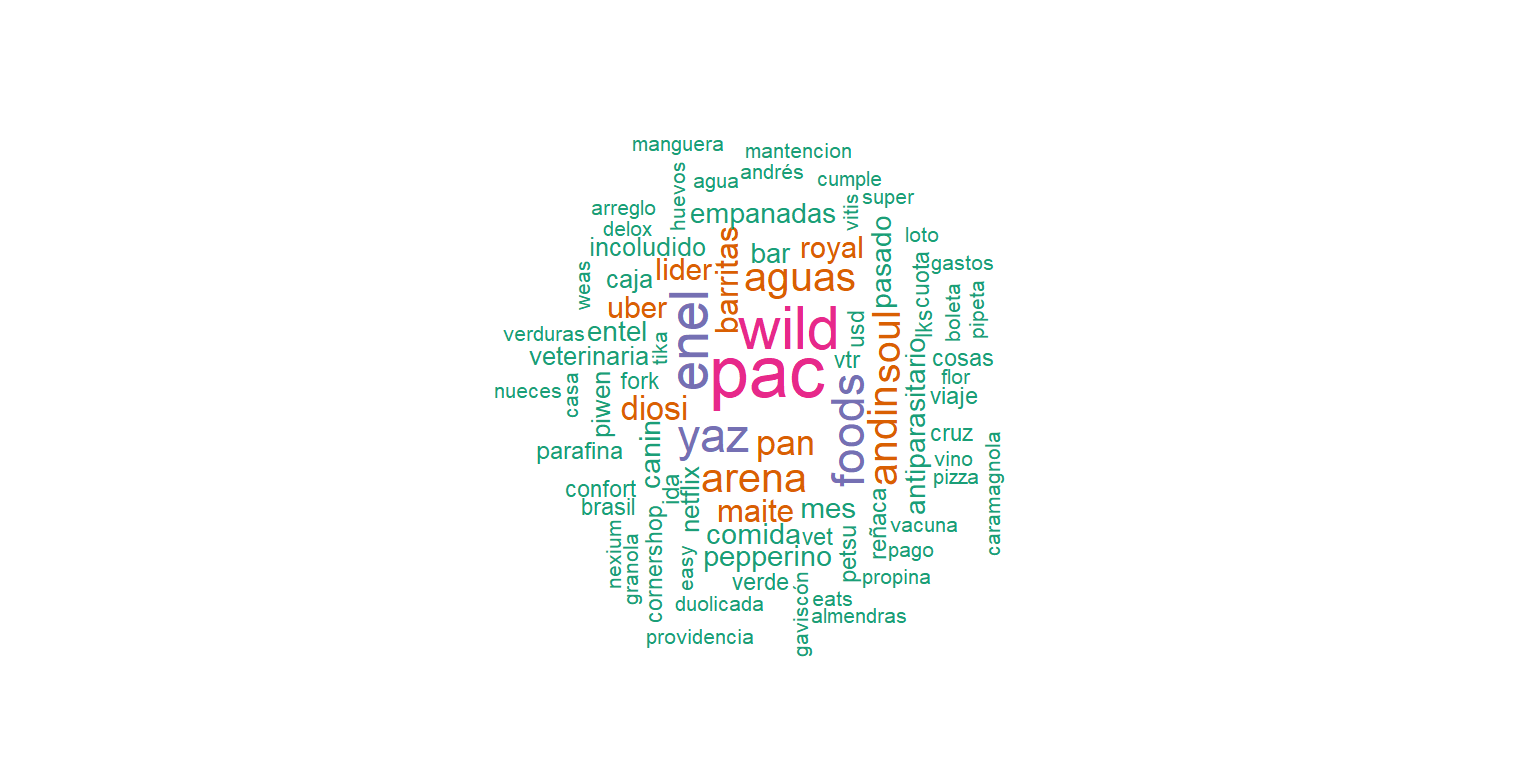 manguera
mantencion
andrés
agua
cumple
huevos
super
vitis
arreglo
empanadas
delox
pasado
loto
incoludido
bar
royal
barritas
cuota
gastos
weas
caja
lider
aguas
uber
enel
wild
usd
soul
lks
boleta
pipeta
verduras
entel
tika
veterinaria
vtr
antiparasitario
cosas
pac
nueces
casa
fork
flor
piwen
diosi
foods
andin
viaje
yaz
pan
cruz
parafina
canin
vino
caramagnola
arena
pizza
confort
ida
netflix
brasil
maite
mes
reñaca
vacuna
nexium
granola
cornershop
comida
vet
petsu
pago
easy
pepperino
verde
propina
duolicada
gaviscón
eats
almendras
providencia